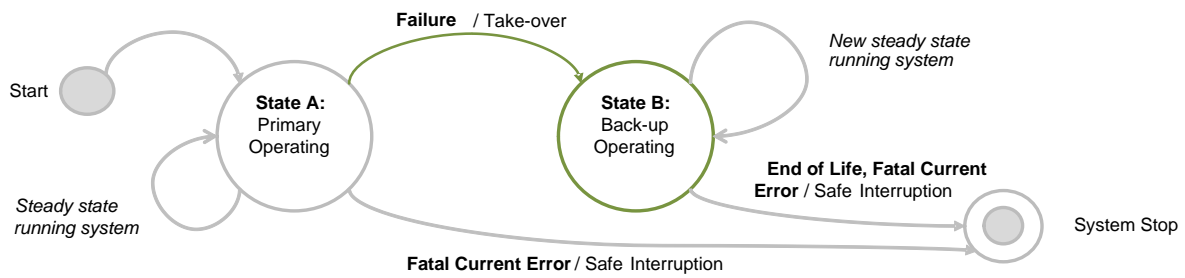 Failure / Take-over
New steady state
running system
Start
State A:
Primary
Operating
State B:
Back-up
Operating
End of Life, Fatal Current
Error / Safe Interruption
Steady state
running system
System Stop
Fatal Current Error / Safe Interruption